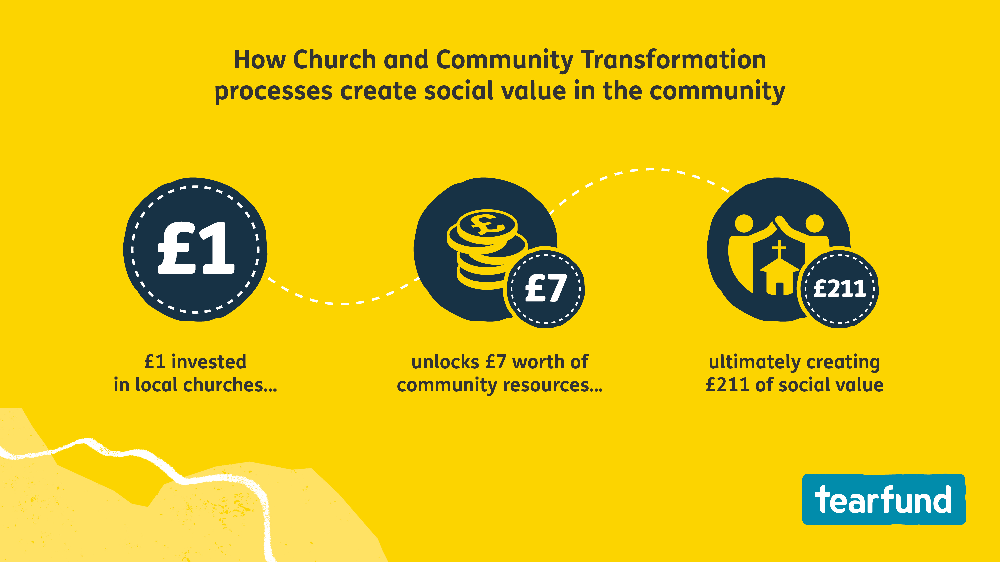 How Church and Community Transformation
processes create social value in the community
£1
£
£7
£211
£1 invested
in local churches...
unlocks £7 worth of
community resources...
ultimately creating
£211 of social value
tearfund